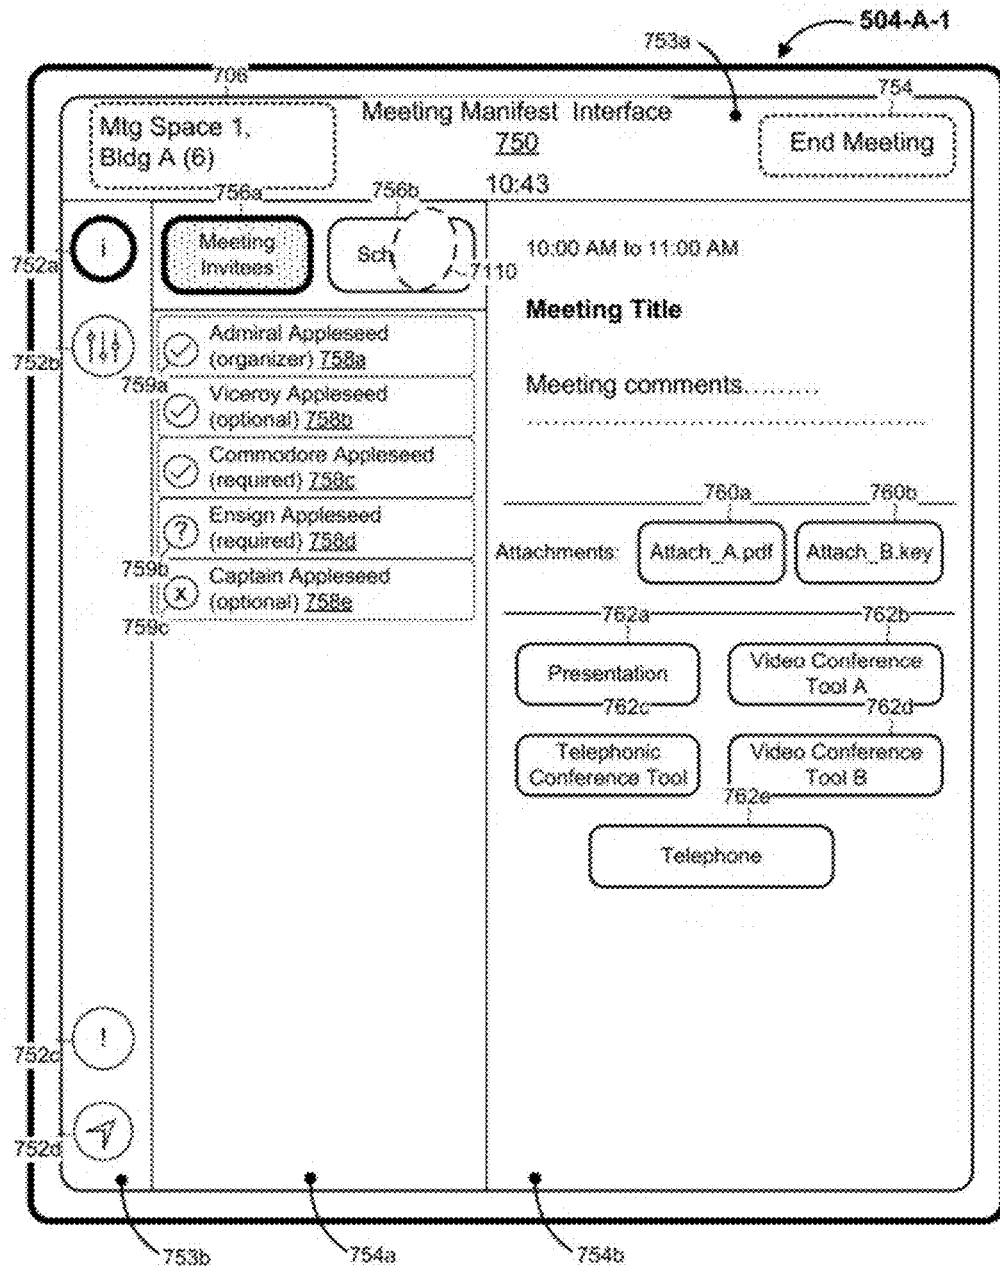 504-A-1
753a
706
754
Mtg Space 1,
Bldg A (6)
Meeting Manifest Interface
750
10:43
End Meeting
756a
756b
752a
i
Meeting
Invitees
Sch
7110
10:00 AM to 11:00 AM
752b
Meeting Title
759a
Admiral Appleseed
(organizer) 758a
Viceroy Appleseed
(optional) 758b
Commodore Appleseed
(required) 758c
?
Ensign Appleseed
(required) 758d
759b
x
Captain Appleseed
(optional) 758e
759c
Meeting comments.........
760a
760b
Attachments:
Attach_A.pdf
Attach_B.key
762a
762b
Presentation
Video Conference
Tool A
762c
762d
Telephonic
Conference Tool
Video Conference
Tool B
762e
Telephone
!
752c
752d
753b
754a
754b